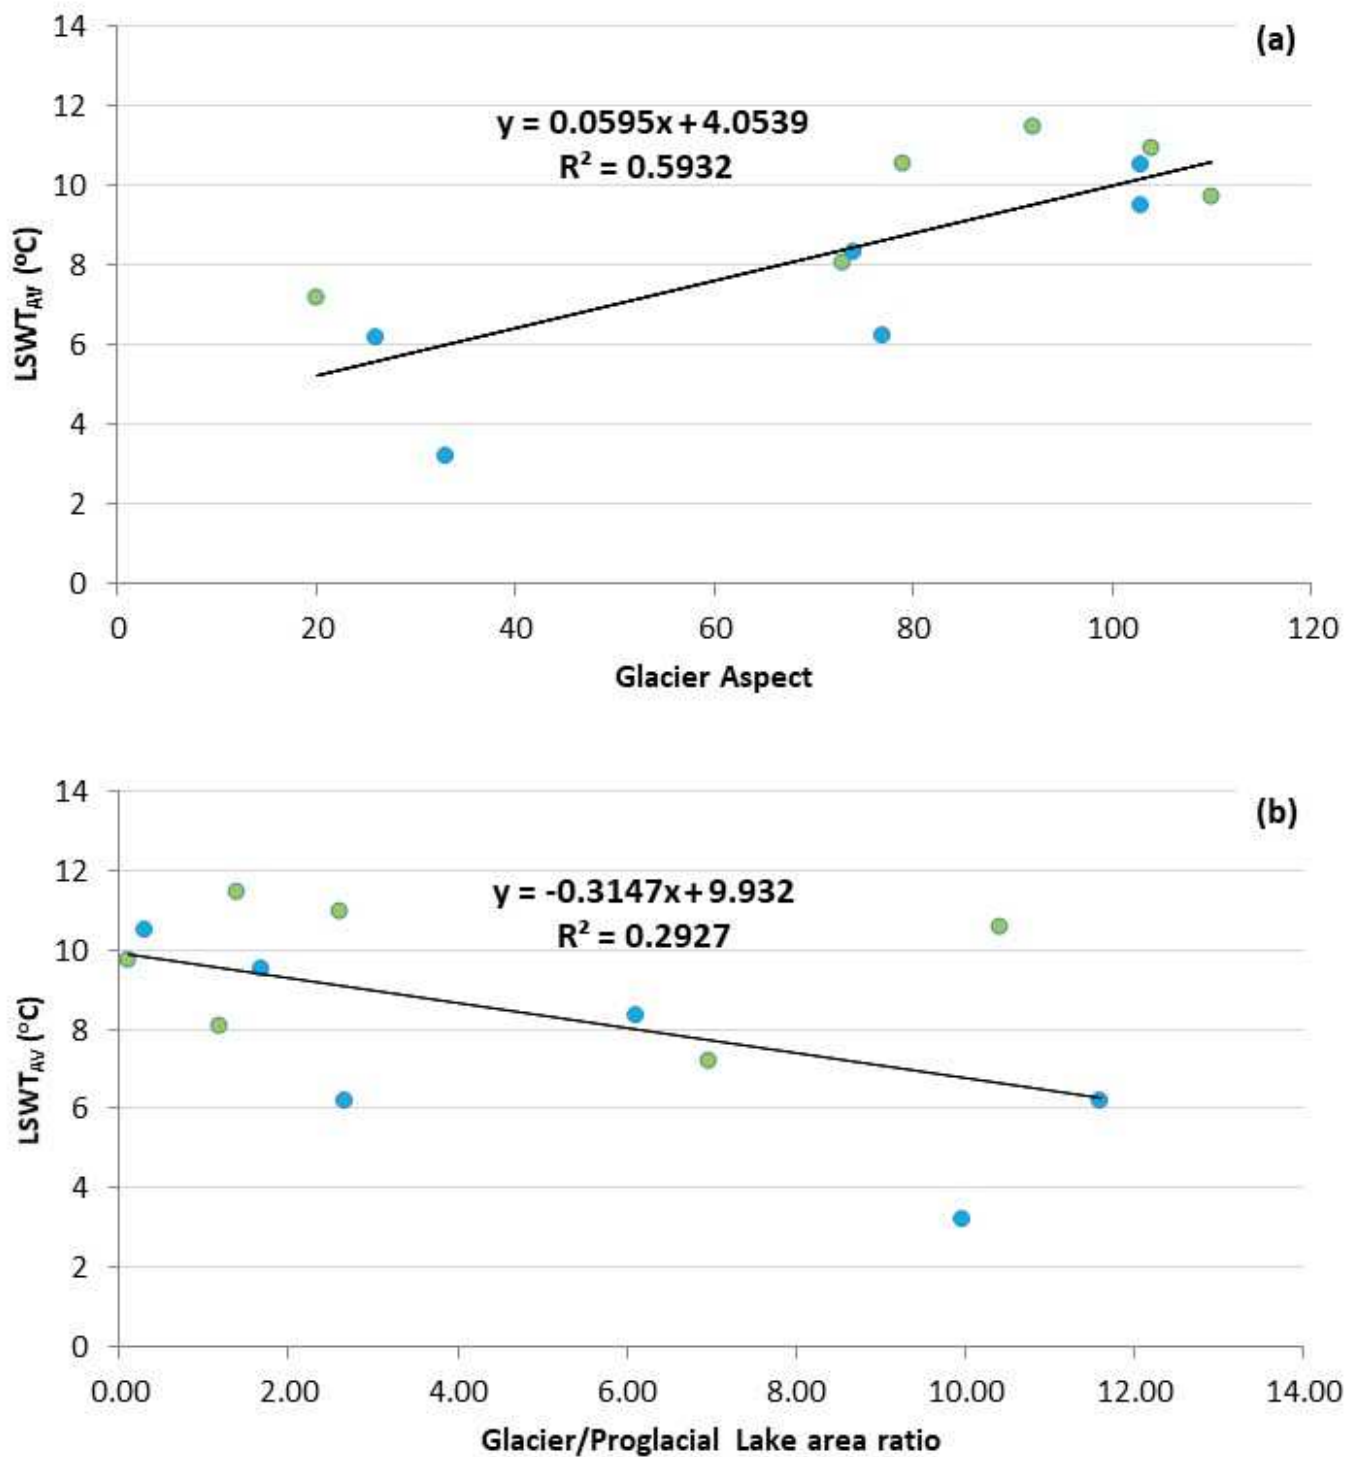 (a)
14
12
10
8
6
4
2
0
y = 0.0595x + 4.0539
R² = 0.5932
LSWT_AV (ºC)
0 20 40 60 80 100 120
Glacier Aspect
(b)
14
12
10
8
6
4
2
0
y = -0.3147x + 9.932
R² = 0.2927
LSWT_AV (°C)
0.00 2.00 4.00 6.00 8.00 10.00 12.00 14.00
Glacier/Proglacial Lake area ratio